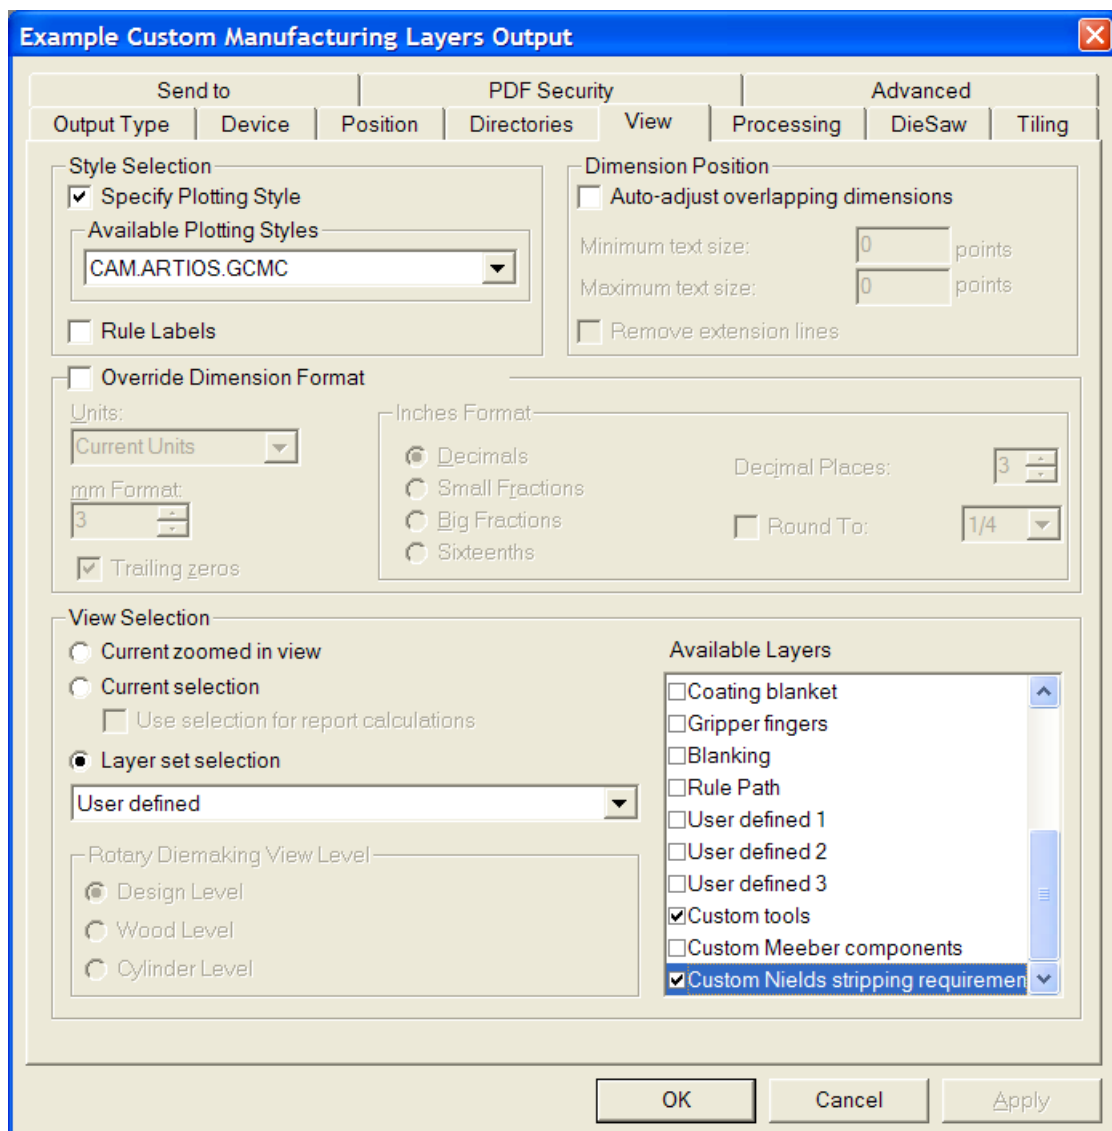 Example Custom Manufacturing Layers Output
Send to PDF Security Advanced
Output Type Device Position Directories View Processing DieSaw Tiling
Style Selection
Specify Plotting Style
Available Plotting Styles
CAM.ARTIOS.GCMC
Rule Labels
Dimension Position
Auto-adjust overlapping dimensions
Minimum text size: 0 points
Maximum text size: 0 points
Remove extension lines
Override Dimension Format
Units:
Current Units
mm Format:
3
Trailing zeros
Inches Format
Decimals
Small Fractions
Big Fractions
Sixteenths
Decimal Places: 3
Round To: 1/4
View Selection
Current zoomed in view
Current selection
Use selection for report calculations
Layer set selection
User defined
Rotary Diemaking View Level
Design Level
Wood Level
Cylinder Level
Available Layers
Coating blanket
Gripper fingers
Blanking
Rule Path
User defined 1
User defined 2
User defined 3
Custom tools
Custom Meeber components
Custom Nields stripping requiremen
OK Cancel Apply